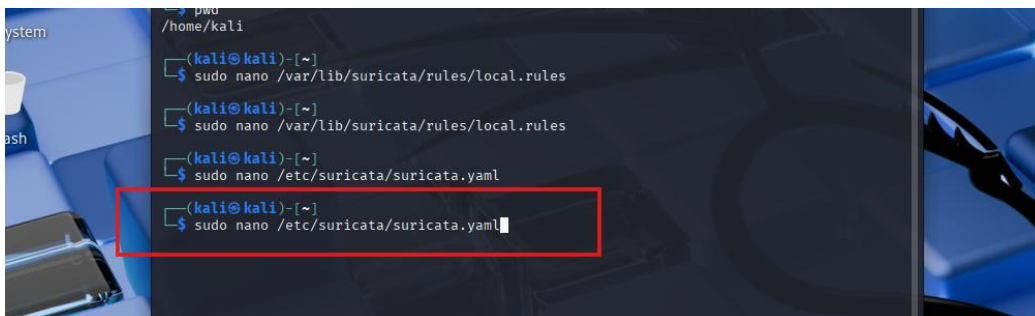 ystem
ash
└─$ pwd
/home/kali
┌──(kali㉿kali)-[~]
└─$ sudo nano /var/lib/suricata/rules/local.rules
┌──(kali㉿kali)-[~]
└─$ sudo nano /var/lib/suricata/rules/local.rules
┌──(kali㉿kali)-[~]
└─$ sudo nano /etc/suricata/suricata.yaml
┌──(kali㉿kali)-[~]
└─$ sudo nano /etc/suricata/suricata.yaml